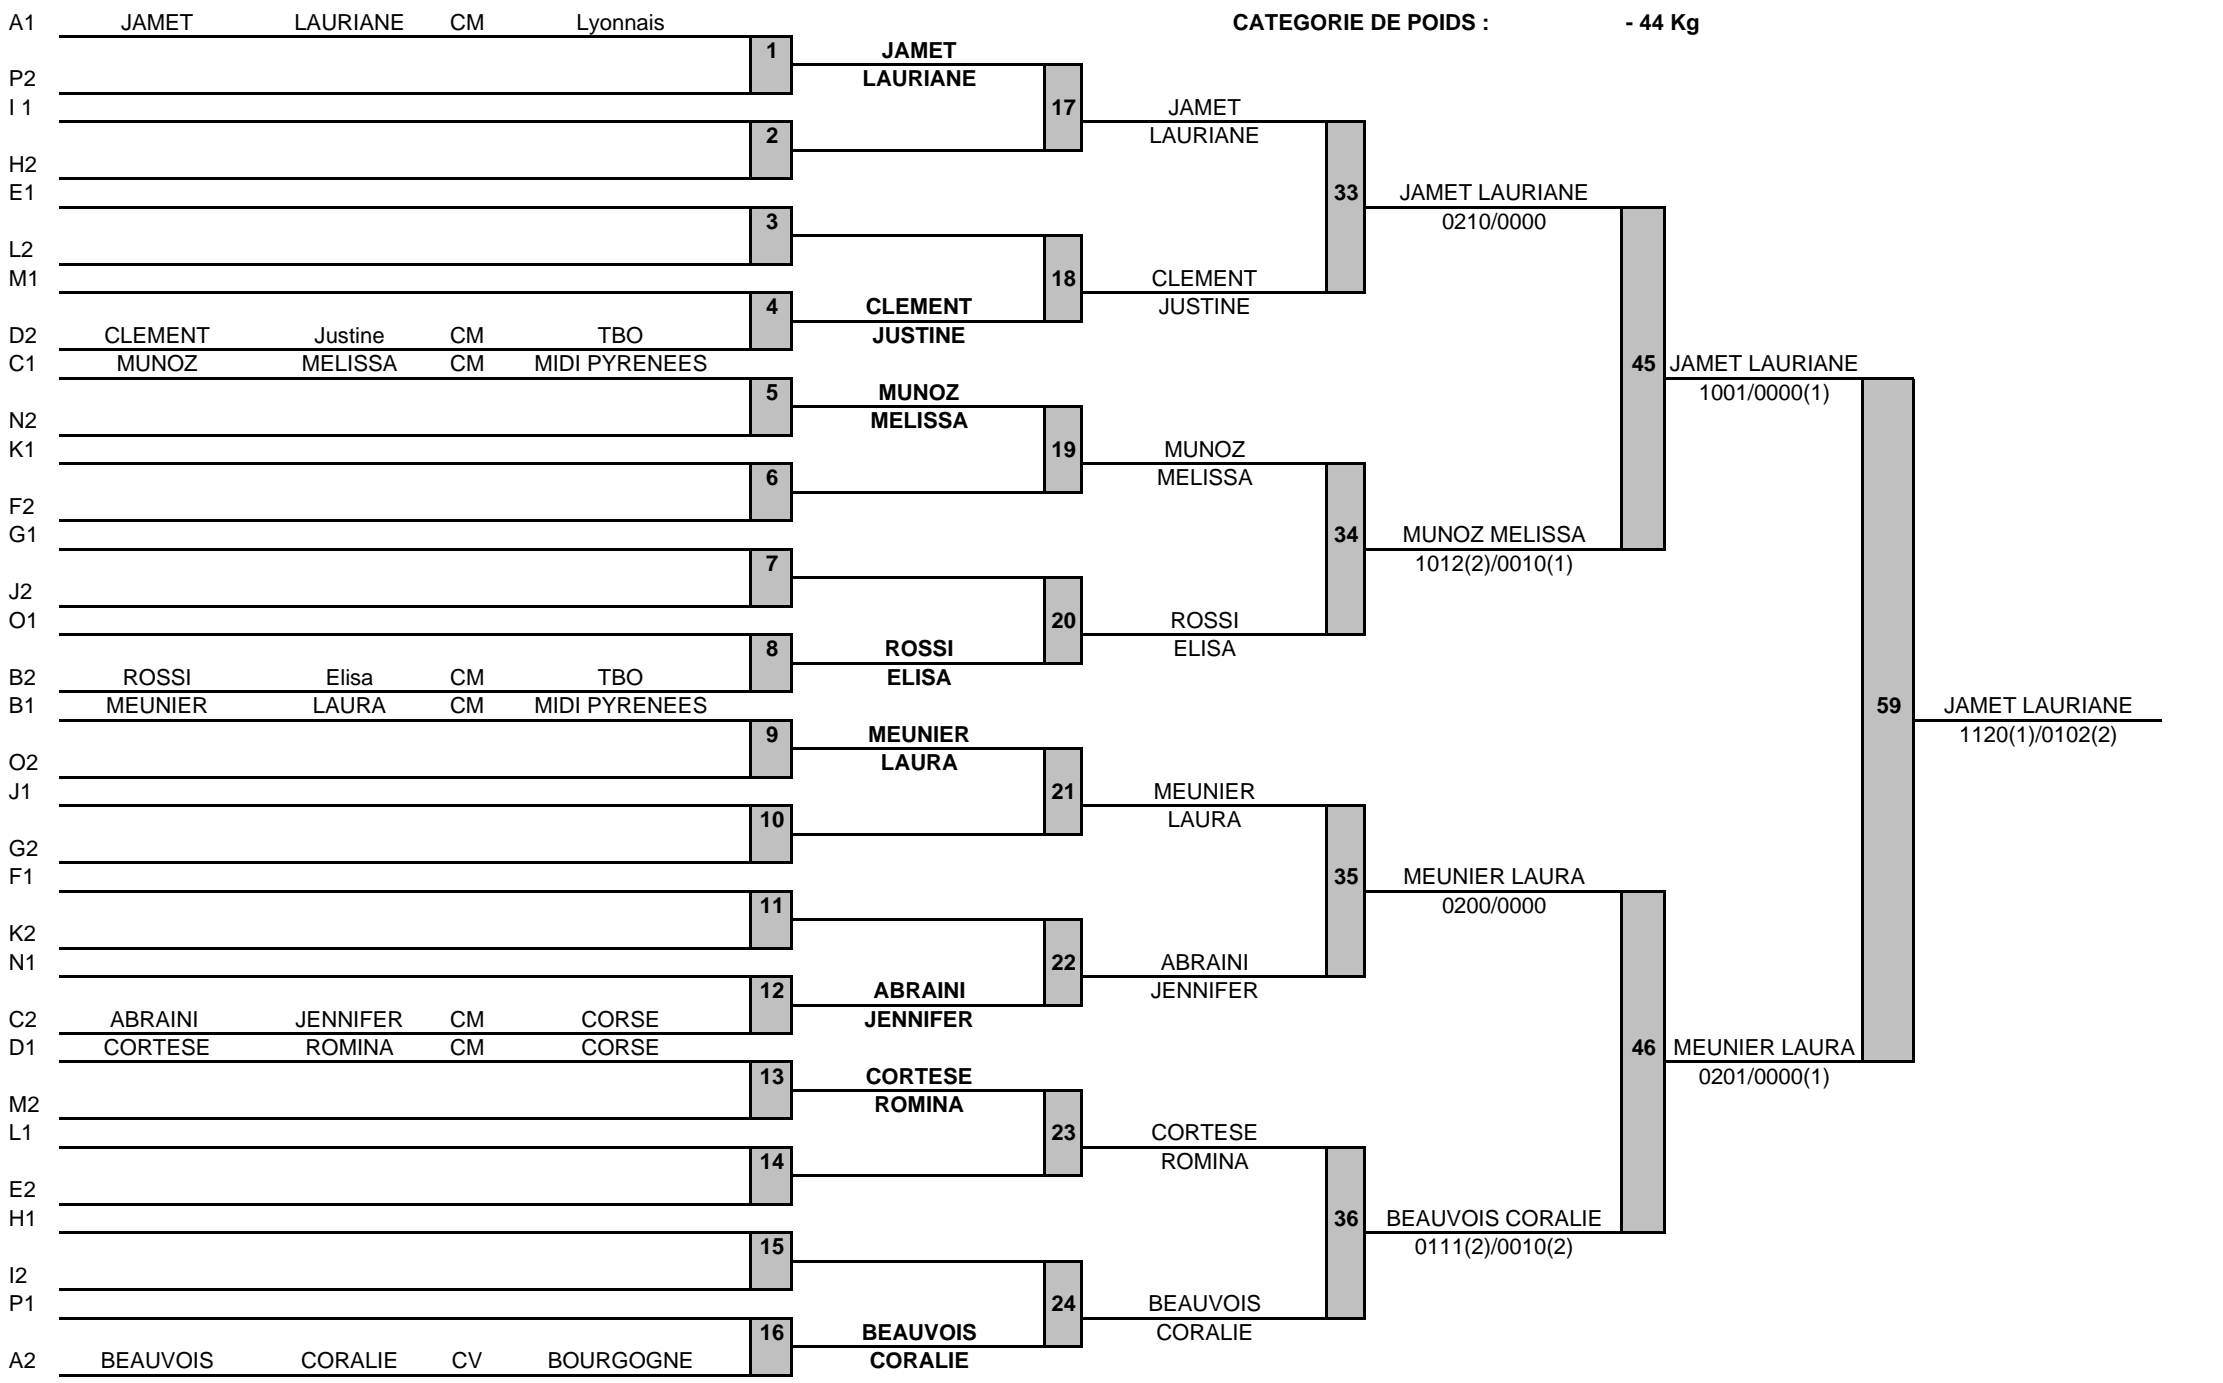 A1 JAMET LAURIANE CM Lyonnais CATEGORIE DE POIDS : - 44 Kg
1 JAMET
P2 LAURIANE
I 1 17 JAMET
2 LAURIANE
H2
E1 33 JAMET LAURIANE
3 0210/0000
L2
M1 18 CLEMENT
4 CLEMENT JUSTINE
D2 CLEMENT Justine CM TBO JUSTINE
C1 MUNOZ MELISSA CM MIDI PYRENEES 45 JAMET LAURIANE
5 MUNOZ 1001/0000(1)
N2 MELISSA
K1 19 MUNOZ
6 MELISSA
F2
G1 34 MUNOZ MELISSA
7 1012(2)/0010(1)
J2
O1 20 ROSSI
8 ROSSI ELISA
B2 ROSSI Elisa CM TBO ELISA
B1 MEUNIER LAURA CM MIDI PYRENEES 59 JAMET LAURIANE
9 MEUNIER 1120(1)/0102(2)
O2 LAURA
J1 21 MEUNIER
10 LAURA
G2
F1 35 MEUNIER LAURA
11 0200/0000
K2
N1 22 ABRAINI
12 ABRAINI JENNIFER
C2 ABRAINI JENNIFER CM CORSE JENNIFER
D1 CORTESE ROMINA CM CORSE 46 MEUNIER LAURA
13 CORTESE 0201/0000(1)
M2 ROMINA
L1 23 CORTESE
14 ROMINA
E2
H1 36 BEAUVOIS CORALIE
15 0111(2)/0010(2)
I2
P1 24 BEAUVOIS
16 BEAUVOIS CORALIE
A2 BEAUVOIS CORALIE CV BOURGOGNE CORALIE